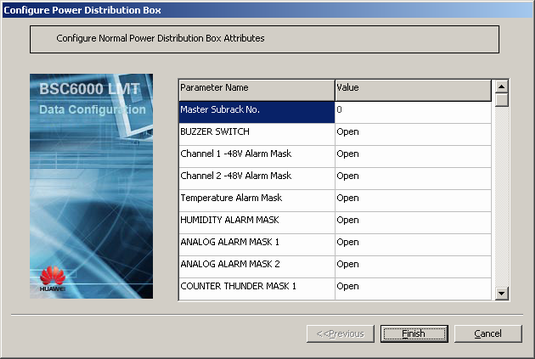 Configure Power Distribution Box
Configure Normal Power Distribution Box Attributes
BSC6000 LMT
Data Configuration
HUAWEI
Parameter Name Value
Master Subrack No. 0
BUZZER SWITCH Open
Channel 1 -48V Alarm Mask Open
Channel 2 -48V Alarm Mask Open
Temperature Alarm Mask Open
HUMIDITY ALARM MASK Open
ANALOG ALARM MASK 1 Open
ANALOG ALARM MASK 2 Open
COUNTER THUNDER MASK 1 Open
<<Previous Finish Cancel